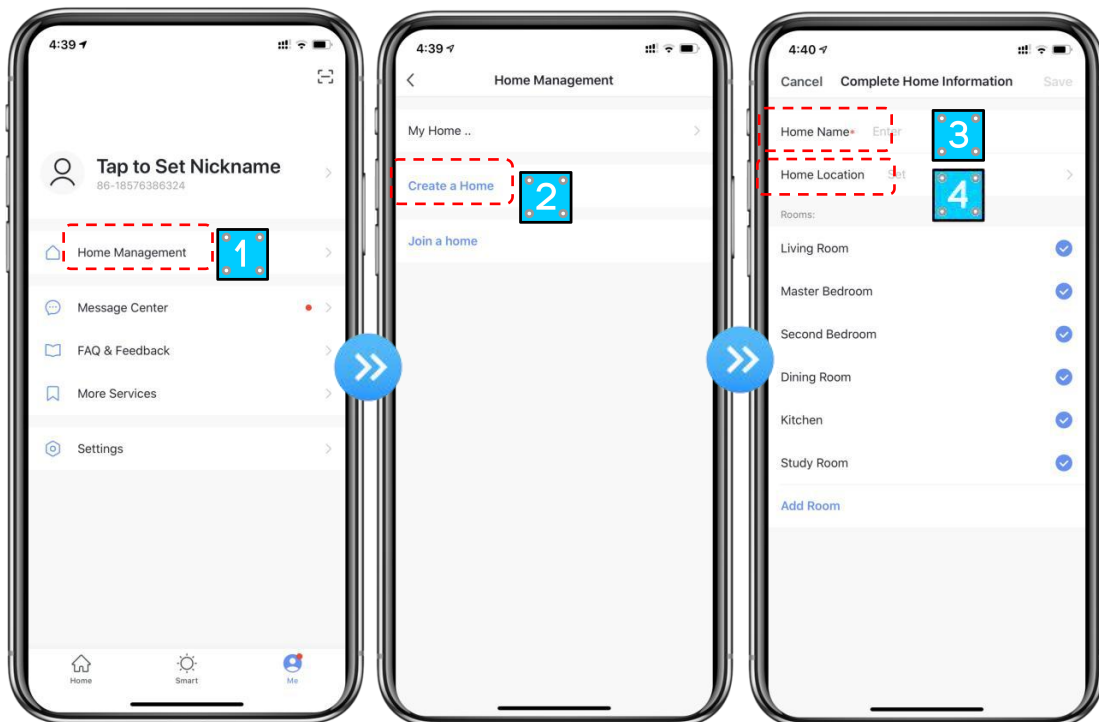 4:39
Tap to Set Nickname
86-18576386324
Home Management
1
Message Center
FAQ & Feedback
More Services
Settings
Home
Smart
Me
4:39
Home Management
My Home ..
Create a Home
2
Join a home
4:40
Cancel Complete Home Information Save
Home Name* Enter
3
Home Location Set
4
Rooms:
Living Room
Master Bedroom
Second Bedroom
Dining Room
Kitchen
Study Room
Add Room